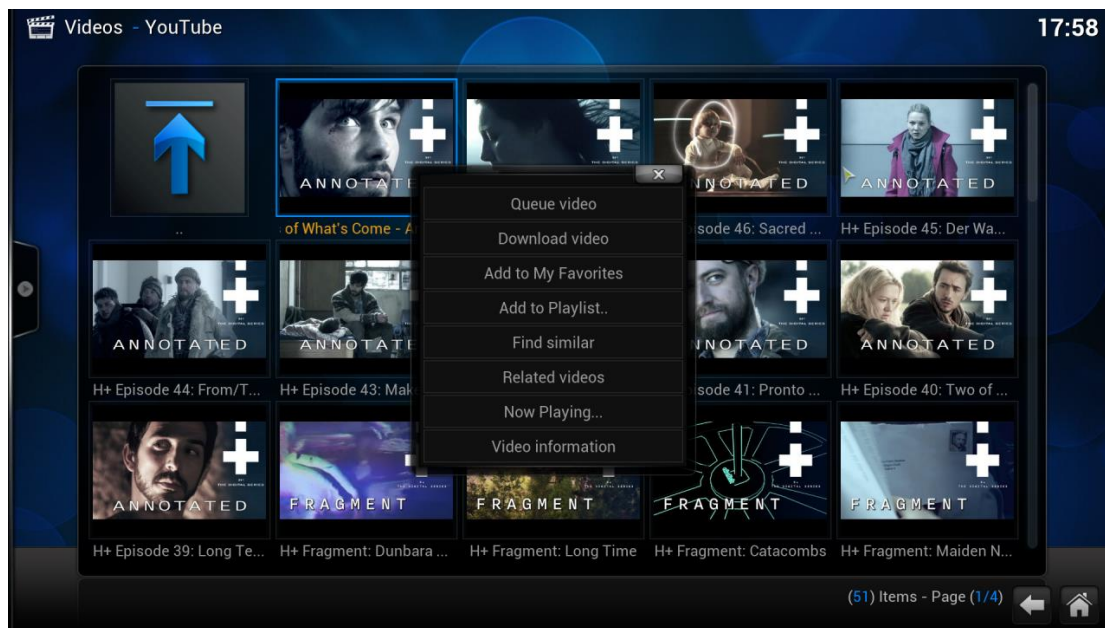 Videos - YouTube
17:58
ANNOTATE
ANNOTATED
ANNOTATED
..
of What's Come - A
sode 46: Sacred ...
H+ Episode 45: Der Wa...
Queue video
Download video
Add to My Favorites
Add to Playlist..
Find similar
Related videos
Now Playing...
Video information
ANNOTATED
ANNOTATE
NNOTATED
ANNOTATED
H+ Episode 44: From/T...
H+ Episode 43: Mak
sode 41: Pronto ...
H+ Episode 40: Two of ...
ANNOTATED
FRAGMENT
FRAGMENT
FRAGMENT
FRAGMENT
H+ Episode 39: Long Te...
H+ Fragment: Dunbara ...
H+ Fragment: Long Time
H+ Fragment: Catacombs
H+ Fragment: Maiden N...
(51) Items - Page (1/4)